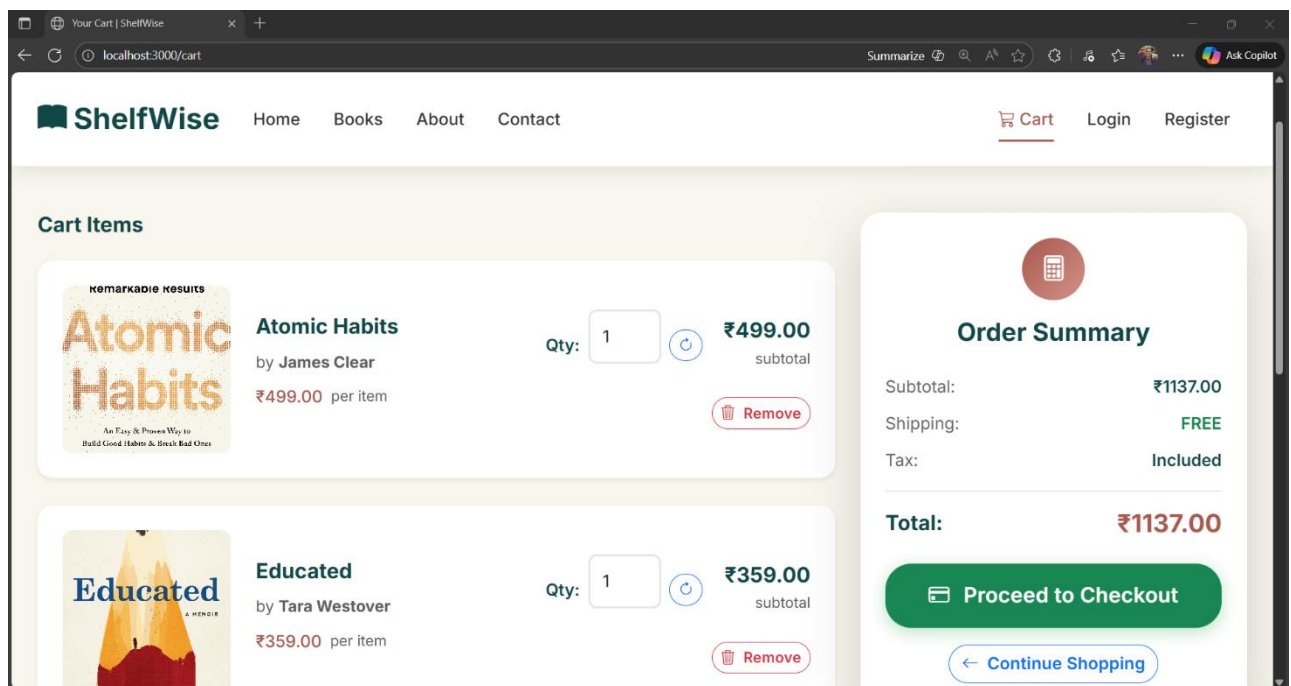 Your Cart | ShelfWise
localhost:3000/cart
Summarize
Ask Copilot
ShelfWise
Home
Books
About
Contact
Cart
Login
Register
Cart Items
Remarkable Results
Atomic
Habits
An Easy & Proven Way to
Build Good Habits & Break Bad Ones
Atomic Habits
by James Clear
₹499.00 per item
Qty: 1
₹499.00
subtotal
Remove
Educated
A MEMOIR
Educated
by Tara Westover
₹359.00 per item
Qty: 1
₹359.00
subtotal
Remove
Order Summary
Subtotal: ₹1137.00
Shipping: FREE
Tax: Included
Total: ₹1137.00
Proceed to Checkout
← Continue Shopping